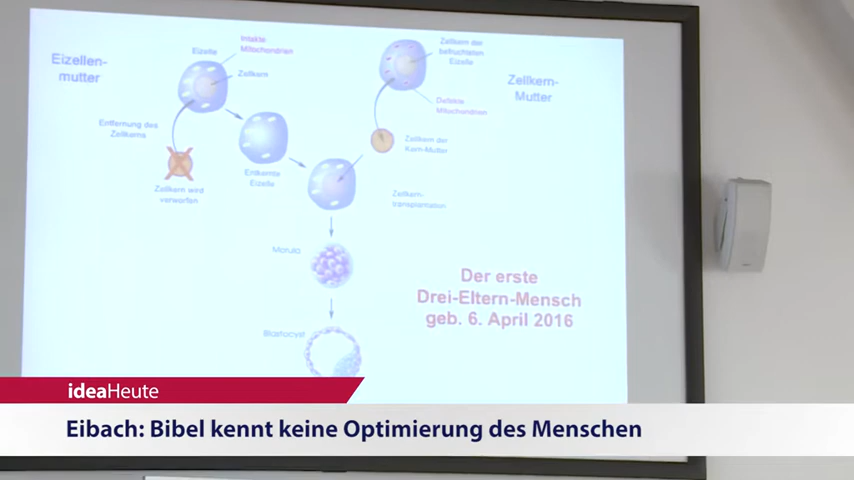 Eizellen-
mutter
Eizelle
Intakte
Mitochondrien
Zellkern
Zellkern der
befruchteten
Eizelle
Zellkern-
Mutter
Defekte
Mitochondrien
Entfernung des
Zellkerns
Zellkern der
Kern-Mutter
Entkernte
Eizelle
Zellkern wird
verworfen
Zellkern-
transplantation
Morula
Der erste
Drei-Eltern-Mensch
geb. 6. April 2016
Blastocyst
ideaHeute
Eibach: Bibel kennt keine Optimierung des Menschen